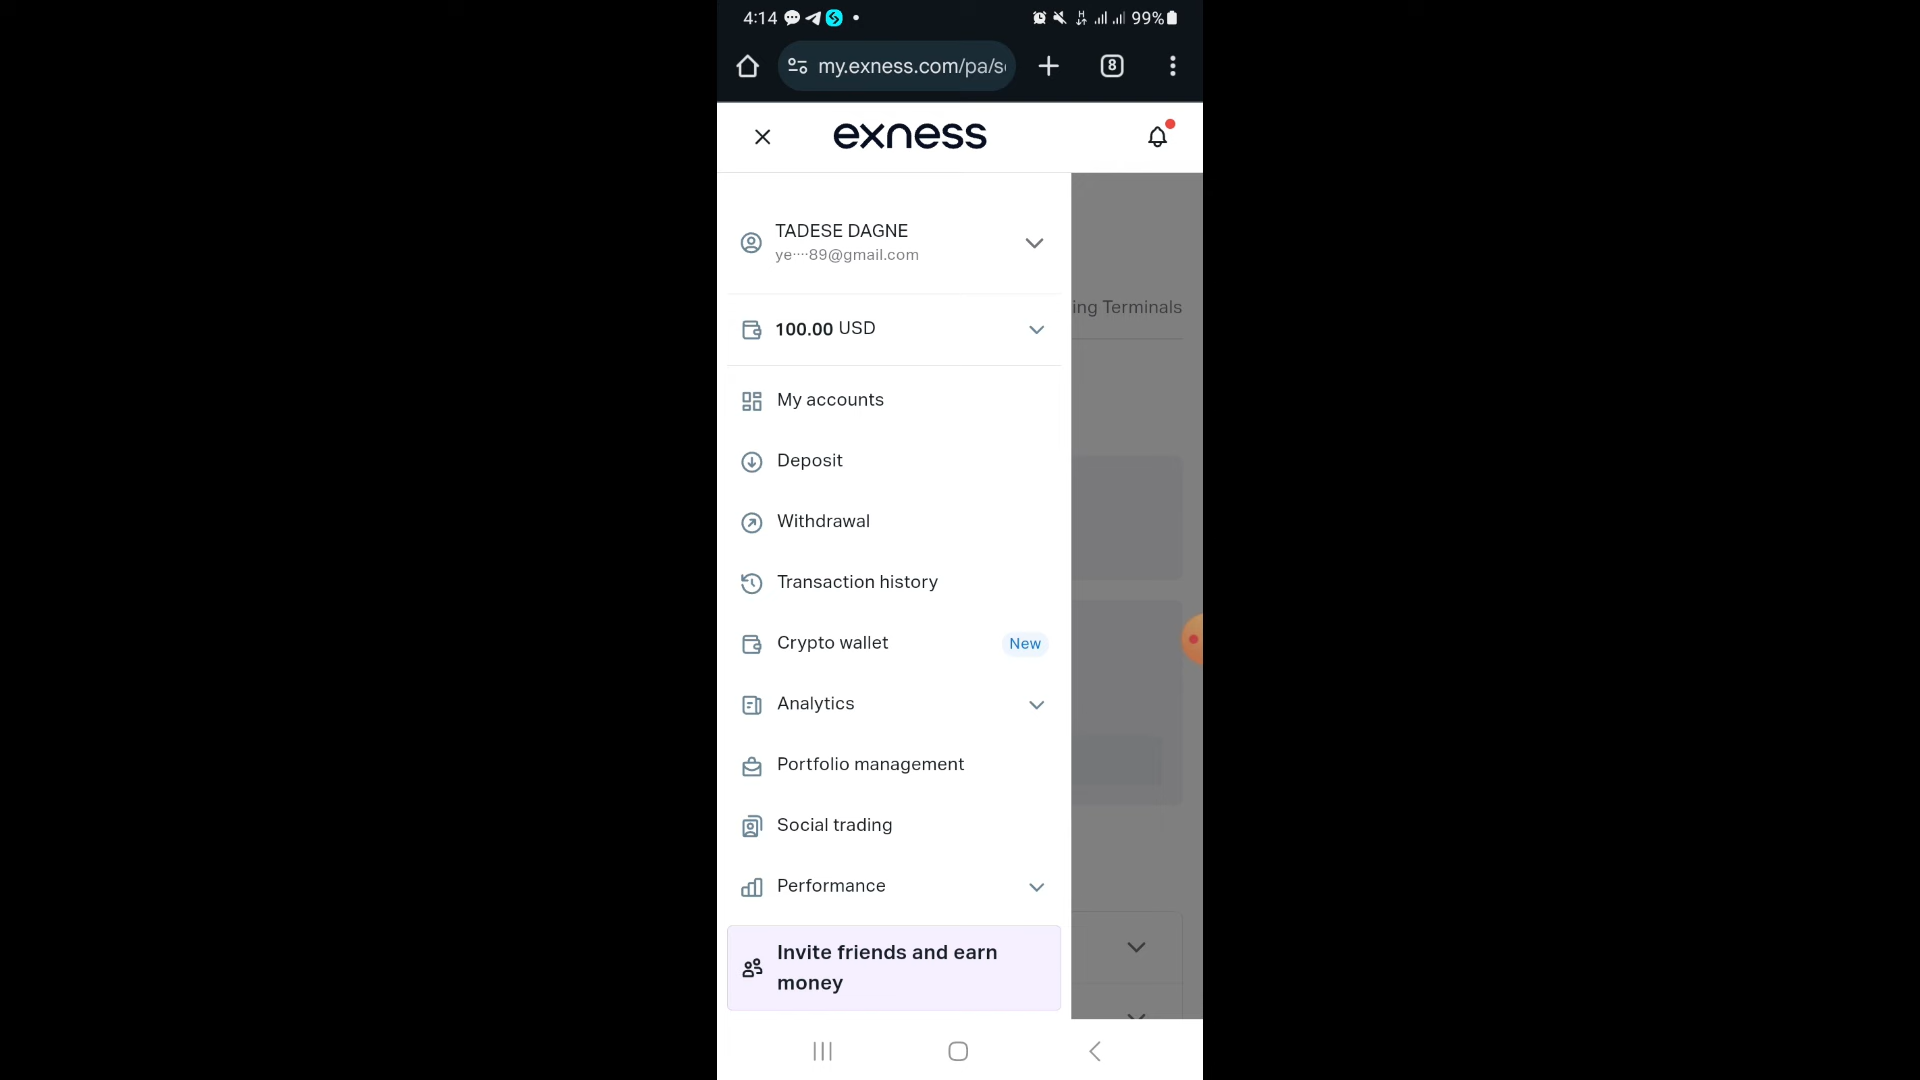 4:14
99%
my.exness.com/pa/s
8
exness
TADESE DAGNE
ye····89@gmail.com
ing Terminals
100.00 USD
My accounts
Deposit
Withdrawal
Transaction history
Crypto wallet New
Analytics
Portfolio management
Social trading
Performance
Invite friends and earn
money